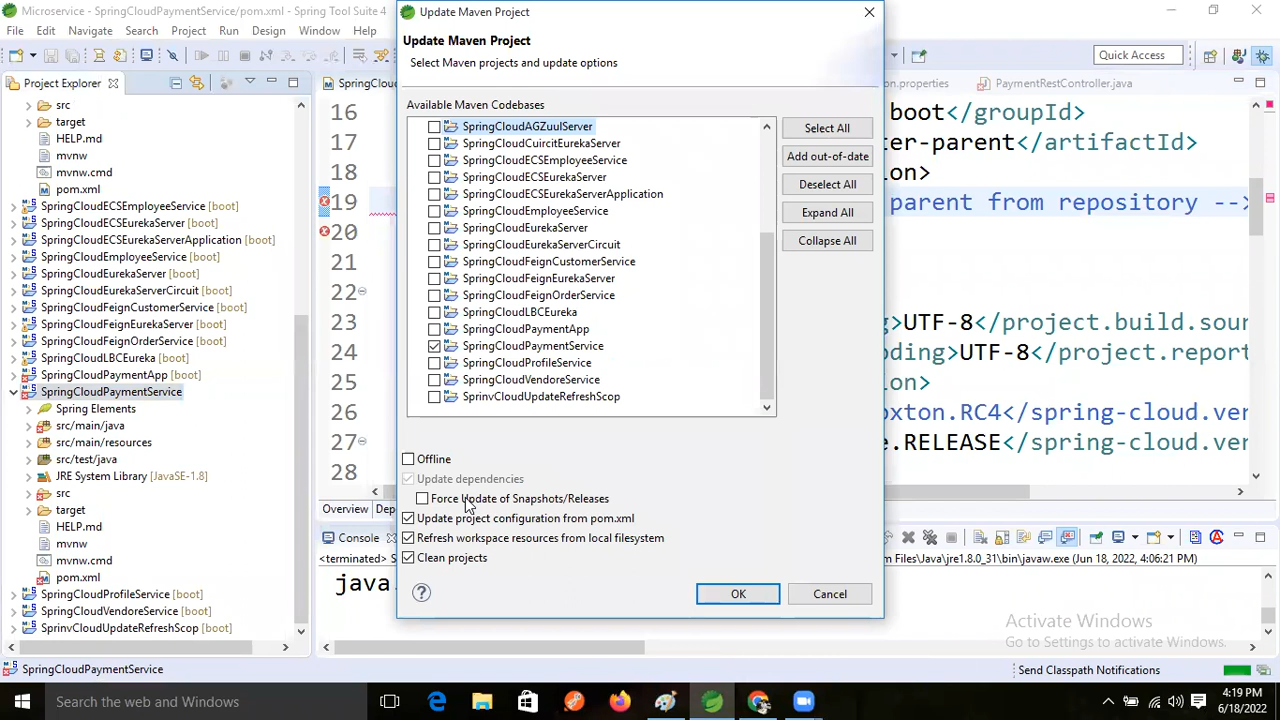 Microservice - SpringCloudPaymentService/pom.xml - Spring Tool Suite 4
File Edit Navigate Search Project Run Design Window Help
Quick Access
Project Explorer
src
target
HELP.md
mvnw
mvnw.cmd
pom.xml
SpringCloudECSEmployeeService [boot]
SpringCloudECSEurekaServer [boot]
SpringCloudECSEurekaServerApplication [boot]
SpringCloudEmployeeService [boot]
SpringCloudEurekaServer [boot]
SpringCloudEurekaServerCircuit [boot]
SpringCloudFeignCustomerService [boot]
SpringCloudFeignEurekaServer [boot]
SpringCloudFeignOrderService [boot]
SpringCloudLBCEureka [boot]
SpringCloudPaymentApp [boot]
SpringCloudPaymentService
Spring Elements
src/main/java
src/main/resources
src/test/java
JRE System Library [JavaSE-1.8]
src
target
HELP.md
mvnw
mvnw.cmd
pom.xml
SpringCloudProfileService [boot]
SpringCloudVendoreService [boot]
SprinvCloudUpdateRefreshScop [boot]
SpringCloudPaymentService
Update Maven Project
Update Maven Project
Select Maven projects and update options
Available Maven Codebases
SpringCloudAGZuulServer
SpringCloudCuircitEurekaServer
SpringCloudECSEmployeeService
SpringCloudECSEurekaServer
SpringCloudECSEurekaServerApplication
SpringCloudEmployeeService
SpringCloudEurekaServer
SpringCloudEurekaServerCircuit
SpringCloudFeignCustomerService
SpringCloudFeignEurekaServer
SpringCloudFeignOrderService
SpringCloudLBCEureka
SpringCloudPaymentApp
SpringCloudPaymentService
SpringCloudProfileService
SpringCloudVendoreService
SprinvCloudUpdateRefreshScop
Select All
Add out-of-date
Deselect All
Expand All
Collapse All
Offline
Update dependencies
Force Update of Snapshots/Releases
Update project configuration from pom.xml
Refresh workspace resources from local filesystem
Clean projects
OK Cancel
SpringClou
on.properties PaymentRestController.java
16 boot</groupId>
17 ter-parent</artifactId>
18 on>
19 parent from repository -->
20
21
22
23 g>UTF-8</project.build.sour
24 oding>UTF-8</project.report
25 on>
26 oxton.RC4</spring-cloud.ver
27 e.RELEASE</spring-cloud.ver
28
Overview Dep
Conso
<terminated> S
m Files\Java\jre1.8.0_31\bin\javaw.exe (Jun 18, 2022, 4:06:21 PM)
java.
Activate Windows
Go to Settings to activate Windows.
Send Classpath Notifications
Search the web and Windows
4:19 PM
6/18/2022